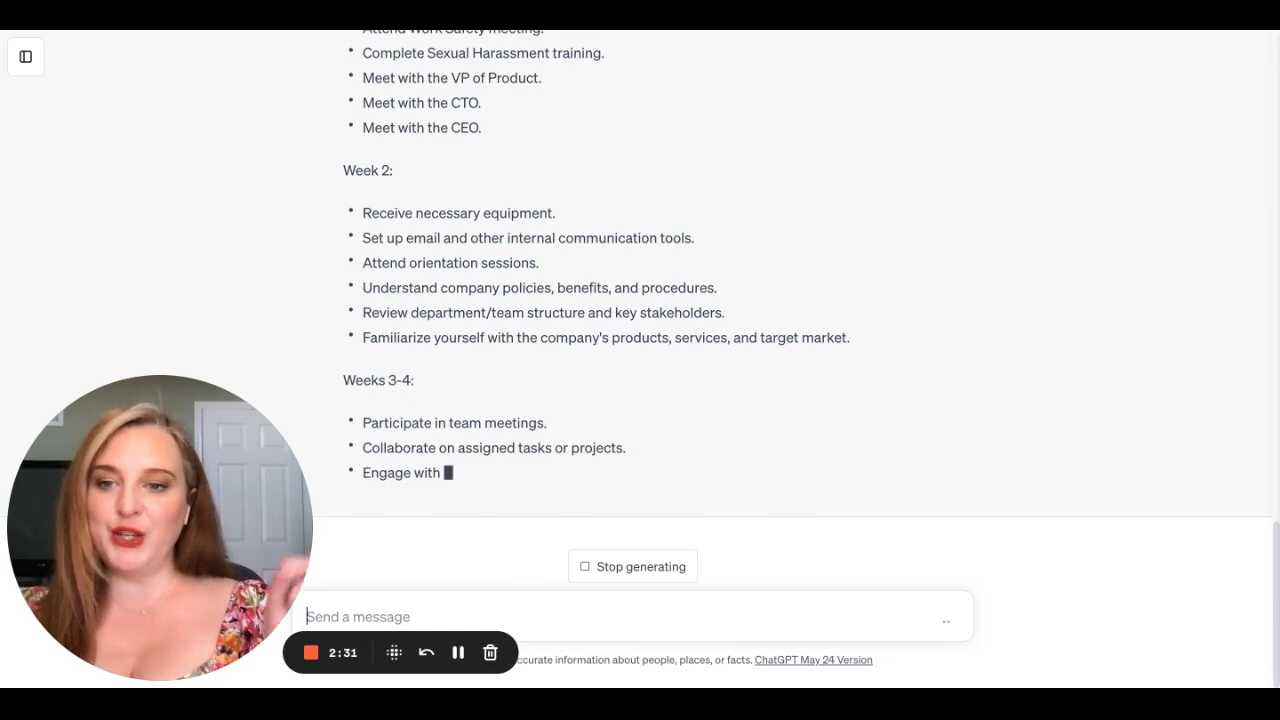 Attend Work Safety meeting.
• Complete Sexual Harassment training.
• Meet with the VP of Product.
• Meet with the CTO.
• Meet with the CEO.
Week 2:
• Receive necessary equipment.
• Set up email and other internal communication tools.
• Attend orientation sessions.
• Understand company policies, benefits, and procedures.
• Review department/team structure and key stakeholders.
• Familiarize yourself with the company's products, services, and target market.
Weeks 3-4:
• Participate in team meetings.
• Collaborate on assigned tasks or projects.
• Engage with
Stop generating
Send a message
2:31
ccurate information about people, places, or facts. ChatGPT May 24 Version